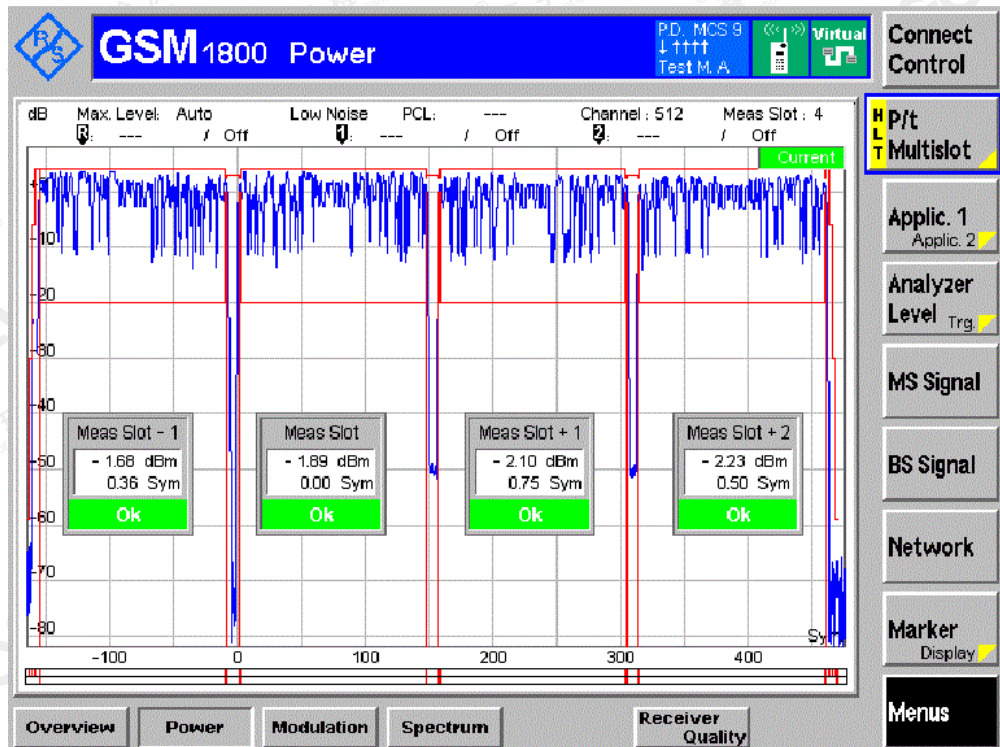 R S
GSM 1800 Power
P.D. MCS 9
↓ ↑↑↑↑
Test M. A.
Virtual
Connect Control
dB Max. Level: Auto Low Noise PCL: --- Channel : 512 Meas Slot : 4
R : --- / Off 1 : --- / Off 2 : --- / Off
Current
-10
-20
-30
-40
-50
-60
-70
-80
Meas Slot - 1
- 1.68 dBm
0.36 Sym
Ok
Meas Slot
- 1.89 dBm
0.00 Sym
Ok
Meas Slot + 1
- 2.10 dBm
0.75 Sym
Ok
Meas Slot + 2
- 2.23 dBm
0.50 Sym
Ok
-100 0 100 200 300 400
HLT
P/t Multislot
Applic. 1
Applic. 2
Analyzer Level Trg.
MS Signal
BS Signal
Network
Marker
Display
Menus
Overview Power Modulation Spectrum Receiver Quality